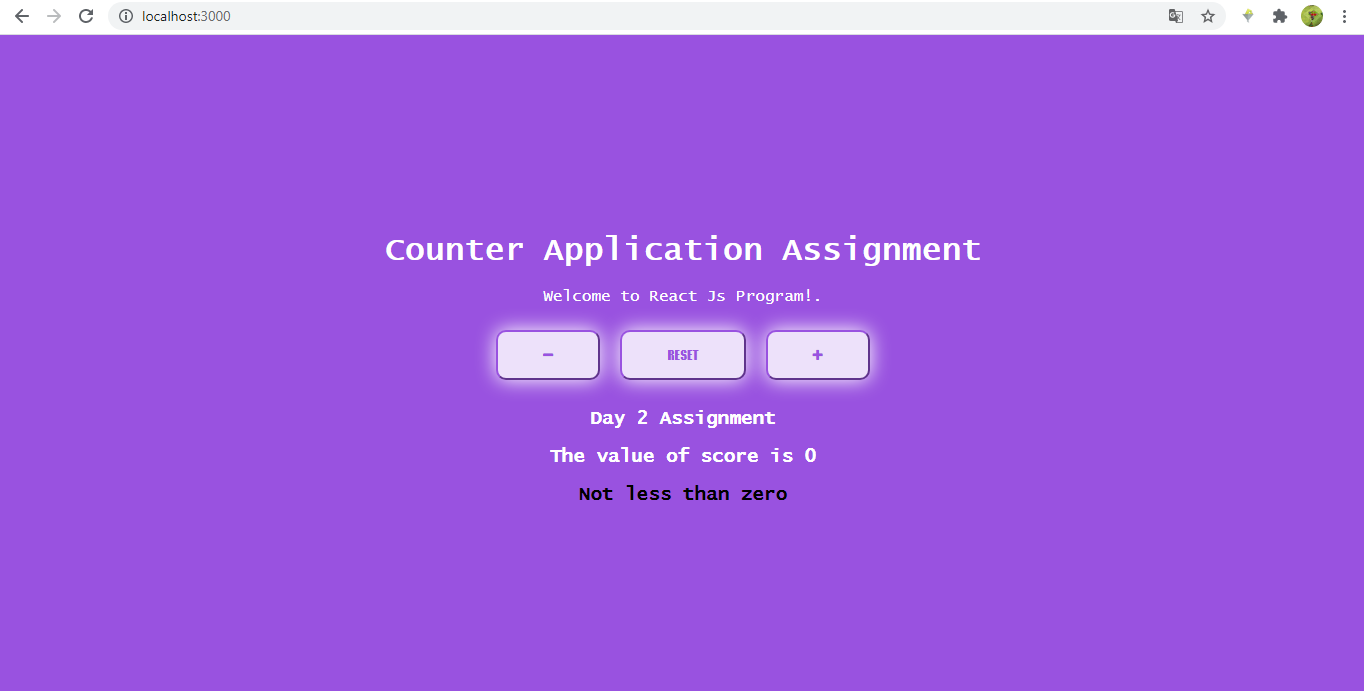 localhost:3000
Counter Application Assignment
Welcome to React Js Program!.
− RESET +
Day 2 Assignment
The value of score is 0
Not less than zero